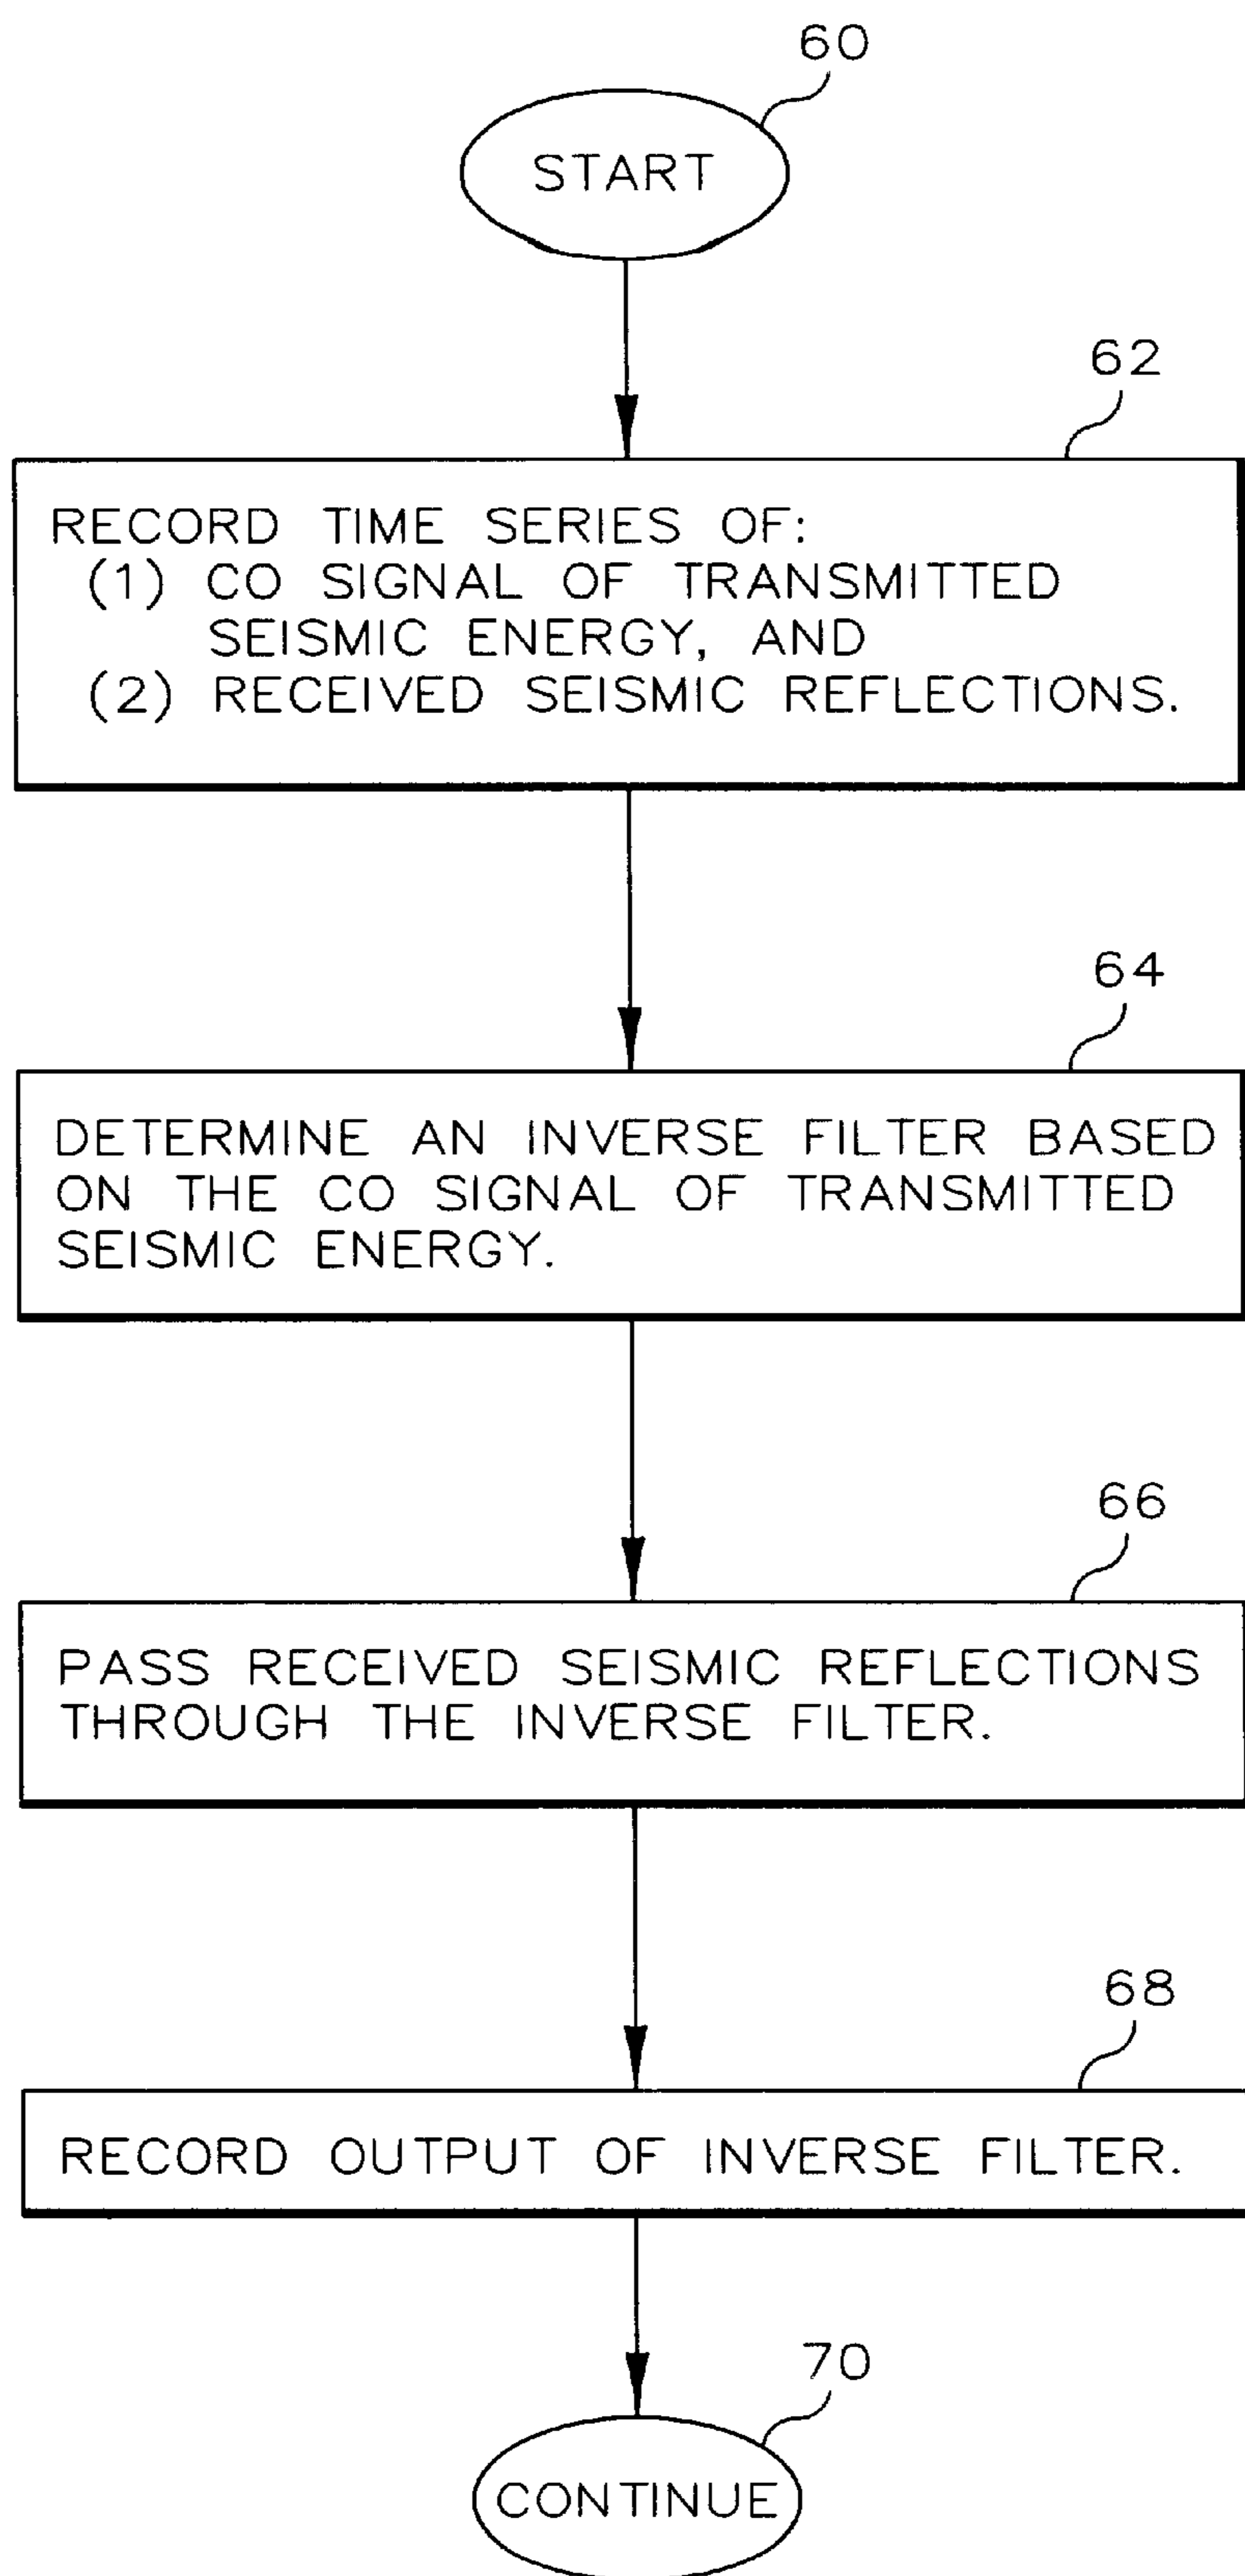 60
START
62
RECORD TIME SERIES OF:
(1) CO SIGNAL OF TRANSMITTED
SEISMIC ENERGY, AND
(2) RECEIVED SEISMIC REFLECTIONS.
64
DETERMINE AN INVERSE FILTER BASED
ON THE CO SIGNAL OF TRANSMITTED
SEISMIC ENERGY.
66
PASS RECEIVED SEISMIC REFLECTIONS
THROUGH THE INVERSE FILTER.
68
RECORD OUTPUT OF INVERSE FILTER.
70
CONTINUE